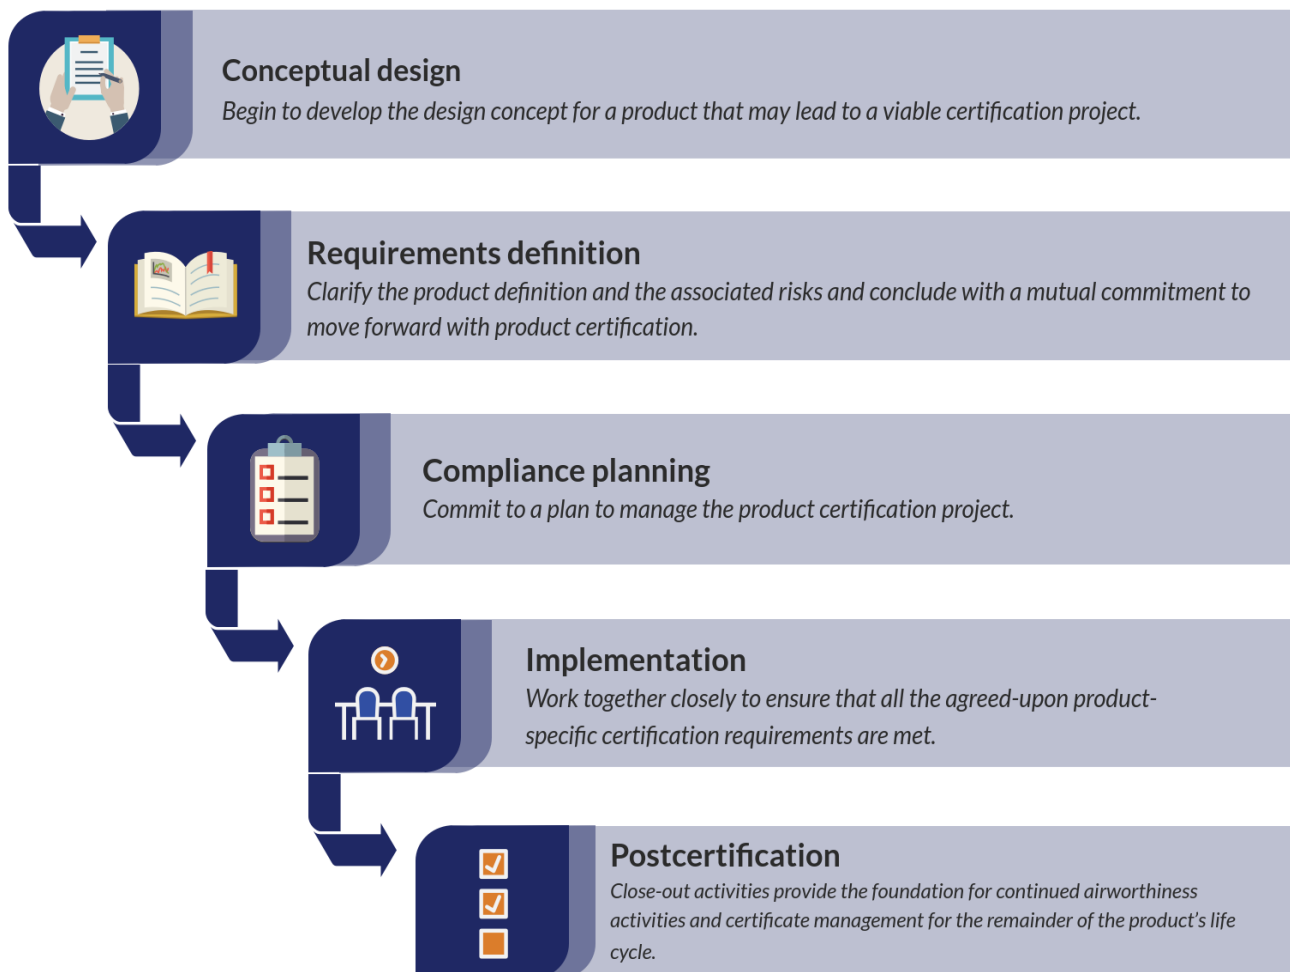 Conceptual design
Begin to develop the design concept for a product that may lead to a viable certification project.
Requirements definition
Clarify the product definition and the associated risks and conclude with a mutual commitment to
move forward with product certification.
Compliance planning
Commit to a plan to manage the product certification project.
Implementation
Work together closely to ensure that all the agreed-upon product-
specific certification requirements are met.
Postcertification
Close-out activities provide the foundation for continued airworthiness
activities and certificate management for the remainder of the product’s life
cycle.